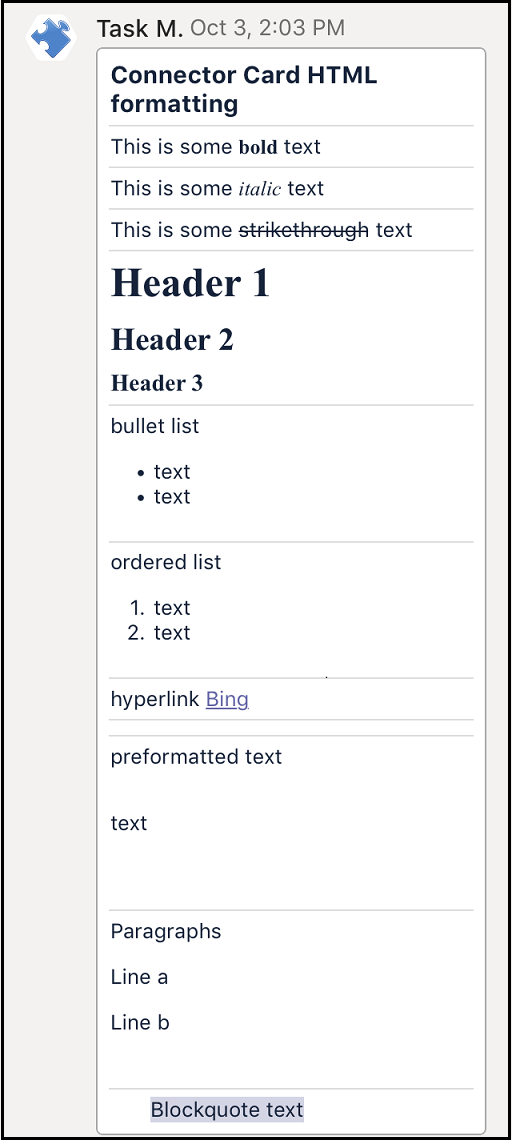 Task M. Oct 3, 2:03 PM
Connector Card HTML
formatting
This is some bold text
This is some italic text
This is some strikethrough text
Header 1
Header 2
Header 3
bullet list
• text
• text
ordered list
1. text
2. text
hyperlink Bing
preformatted text
text
Paragraphs
Line a
Line b
Blockquote text